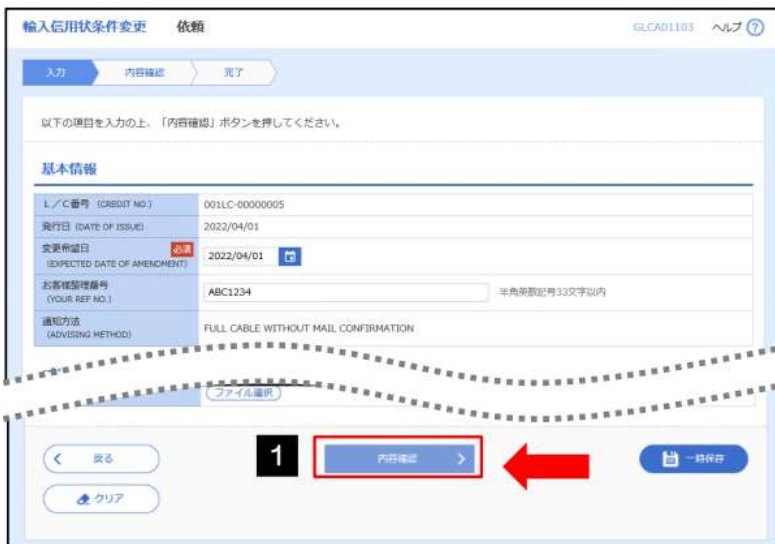 輸入信用状条件変更 依頼 GLCA01103 ヘルプ ?
入力 内容確認 完了
以下の項目を入力の上、「内容確認」ボタンを押してください。
基本情報
L/C番号 (CREDIT NO.) 001LC-00000005
発行日 (DATE OF ISSUE) 2022/04/01
変更希望日 必須
(EXPECTED DATE OF AMENDMENT) 2022/04/01
お客様整理番号
(YOUR REF NO.) ABC1234 半角英数記号33文字以内
通知方法
(ADVISING METHOD) FULL CABLE WITHOUT MAIL CONFIRMATION
ファイル選択
戻る 1 内容確認 一時保存
クリア